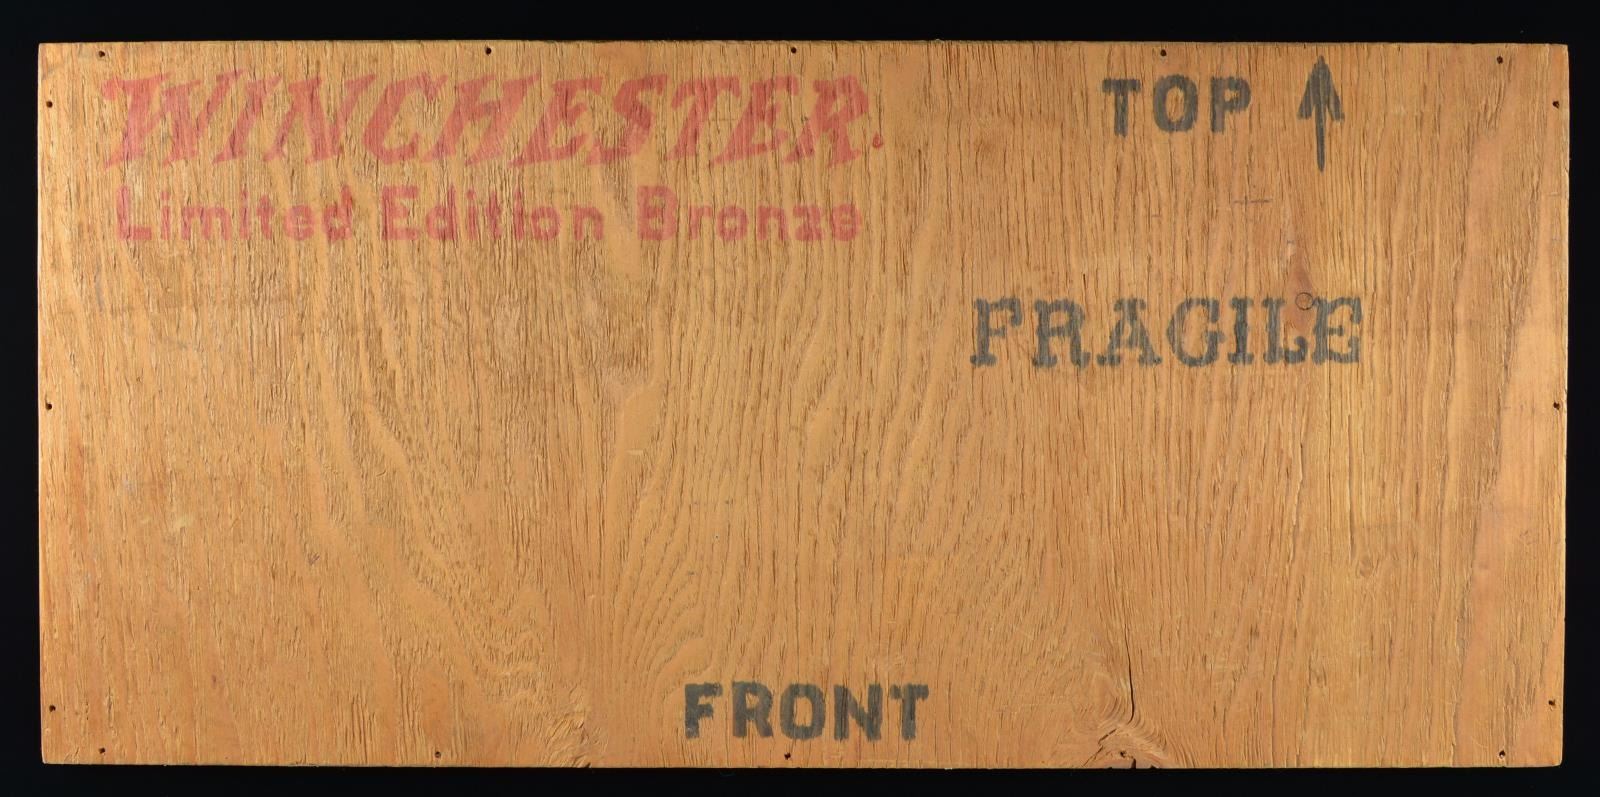 WINCHESTER.
Limited Edition Bronze
TOP
FRAGILE
FRONT